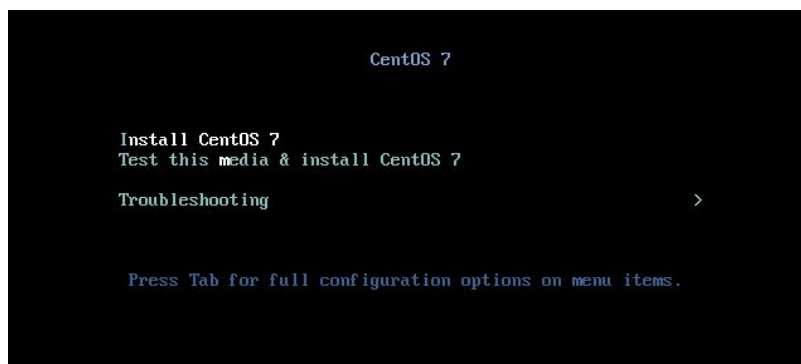 CentOS 7
Install CentOS 7
Test this media & install CentOS 7
Troubleshooting >
Press Tab for full configuration options on menu items.